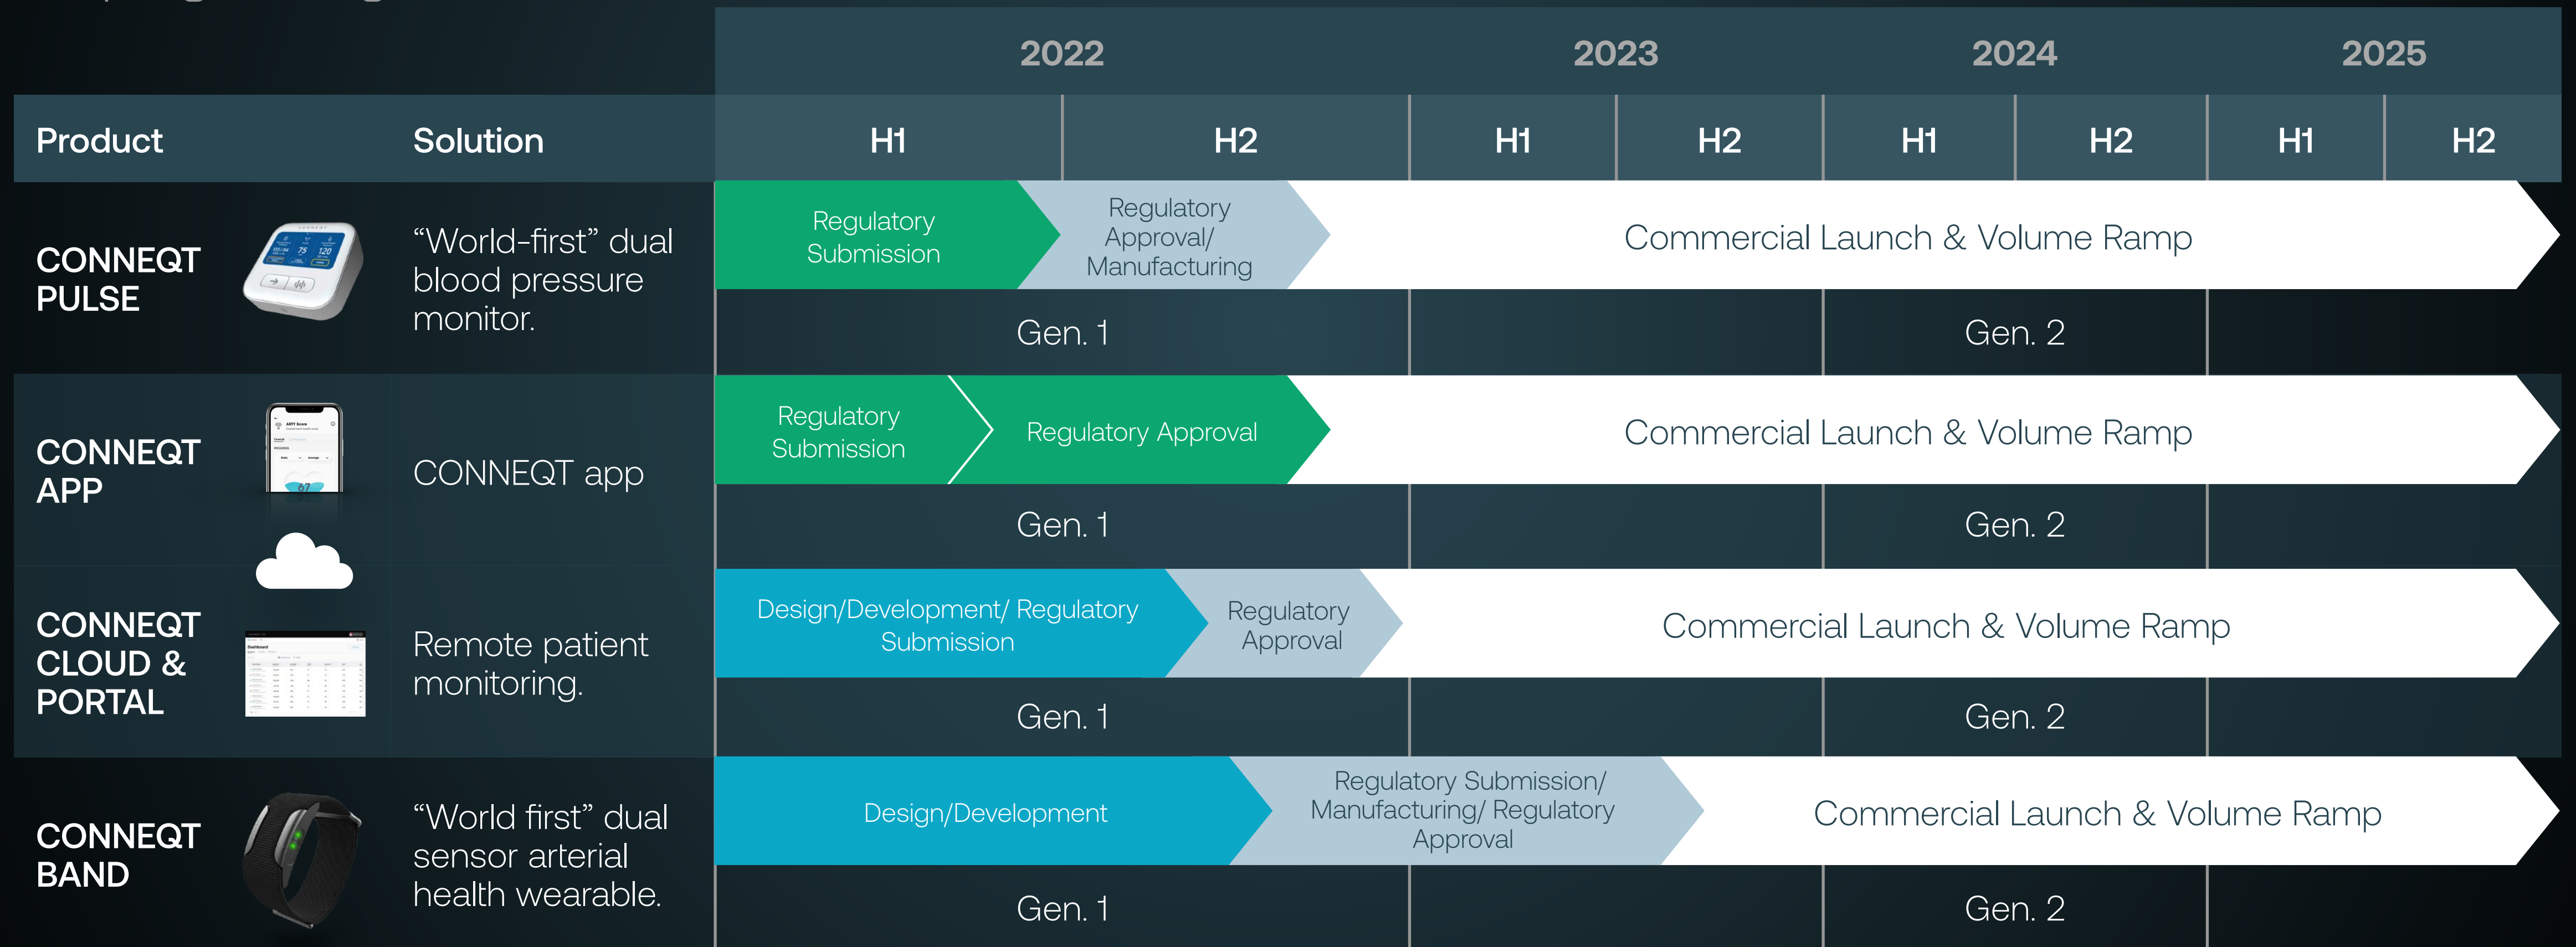 2022 2023 2024 2025
Product Solution H1 H2 H1 H2 H1 H2 H1 H2
CONNEQT
PULSE
“World-first” dual
blood pressure
monitor.
Regulatory
Submission
Regulatory
Approval/
Manufacturing
Commercial Launch & Volume Ramp
Gen. 1 Gen. 2
CONNEQT
APP
CONNEQT app
Regulatory
Submission
Regulatory Approval
Commercial Launch & Volume Ramp
Gen. 1 Gen. 2
CONNEQT
CLOUD &
PORTAL
Dashboard
Remote patient
monitoring.
Design/Development/ Regulatory
Submission
Regulatory
Approval
Commercial Launch & Volume Ramp
Gen. 1 Gen. 2
CONNEQT
BAND
“World first” dual
sensor arterial
health wearable.
Design/Development
Regulatory Submission/
Manufacturing/ Regulatory
Approval
Commercial Launch & Volume Ramp
Gen. 1 Gen. 2